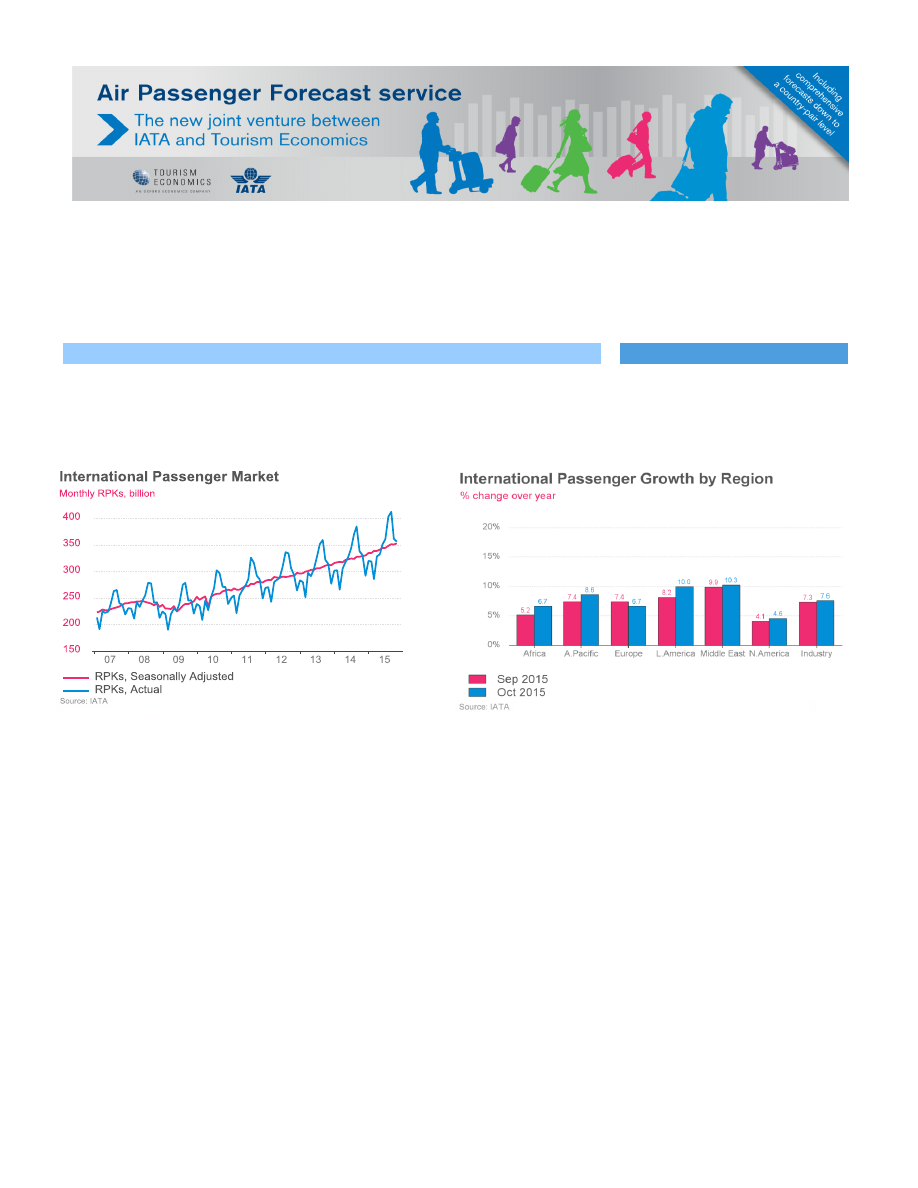 Air Passenger Forecast service
The new joint venture between
IATA and Tourism Economics
TOURISM
ECONOMICS
AN OXFORD ECONOMICS COMPANY
IATA
Including
comprehensive
forecasts down to
a country-pair level
International Passenger Market
Monthly RPKs, billion
400
350
300
250
200
150
07 08 09 10 11 12 13 14 15
RPKs, Seasonally Adjusted
RPKs, Actual
Source: IATA
International Passenger Growth by Region
% change over year
20%
15%
10%
5%
0%
5.2 6.7 7.4 8.6 7.4 6.7 8.2 10.0 9.9 10.3 4.1 4.6 7.3 7.6
Africa A.Pacific Europe L.America Middle East N.America Industry
Sep 2015
Oct 2015
Source: IATA